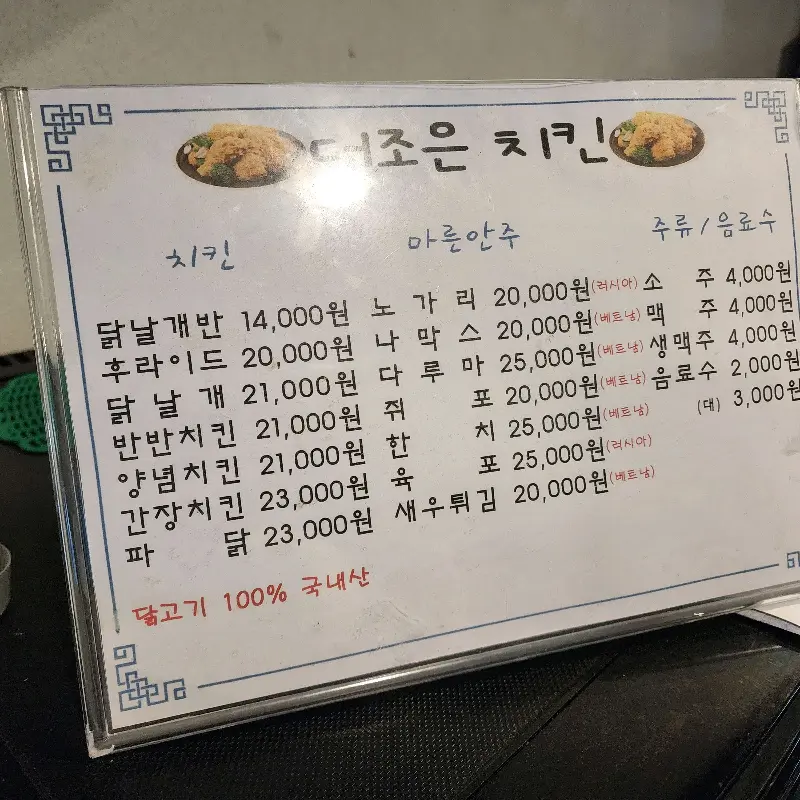 치킨
치킨 마른안주 주류/음료수
닭날개반 14,000원 노 가 리 20,000원(러시아) 소 주 4,000원
후라이드 20,000원 나 막 스 20,000원(베트남) 맥 주 4,000원
닭 날 개 21,000원 다 루 마 25,000원(베트남) 생맥주 4,000원
반반치킨 21,000원 쥐 포 20,000원(베트남) 음료수 2,000원
양념치킨 21,000원 한 치 25,000원(베트남) (대) 3,000원
간장치킨 23,000원 육 포 25,000원(러시아)
파 닭 23,000원 새우튀김 20,000원(베트남)
닭고기 100% 국내산